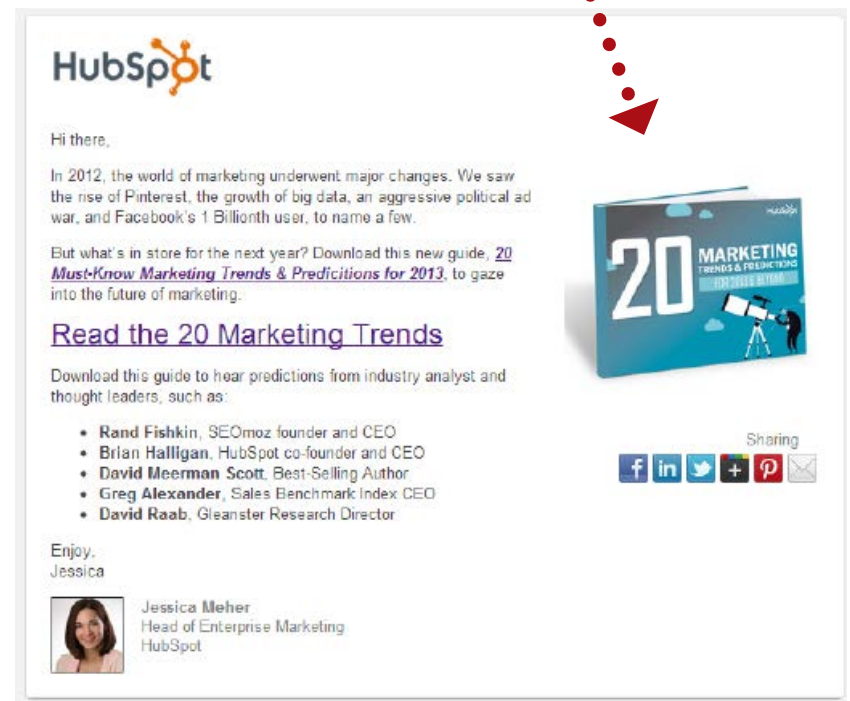 HubSpot
Hi there,
In 2012, the world of marketing underwent major changes. We saw
the rise of Pinterest, the growth of big data, an aggressive political ad
war, and Facebook's 1 Billionth user, to name a few.
But what's in store for the next year? Download this new guide, 20
Must-Know Marketing Trends & Predicitions for 2013, to gaze
into the future of marketing.
Read the 20 Marketing Trends
Download this guide to hear predictions from industry analyst and
thought leaders, such as:
• Rand Fishkin, SEOmoz founder and CEO
• Brian Halligan, HubSpot co-founder and CEO
• David Meerman Scott, Best-Selling Author
• Greg Alexander, Sales Benchmark Index CEO
• David Raab, Gleanster Research Director
Enjoy,
Jessica
Jessica Meher
Head of Enterprise Marketing
HubSpot
HubSpot
20 MARKETING
TRENDS & PREDICTIONS
FOR 2013 & BEYOND
Sharing
f in + P